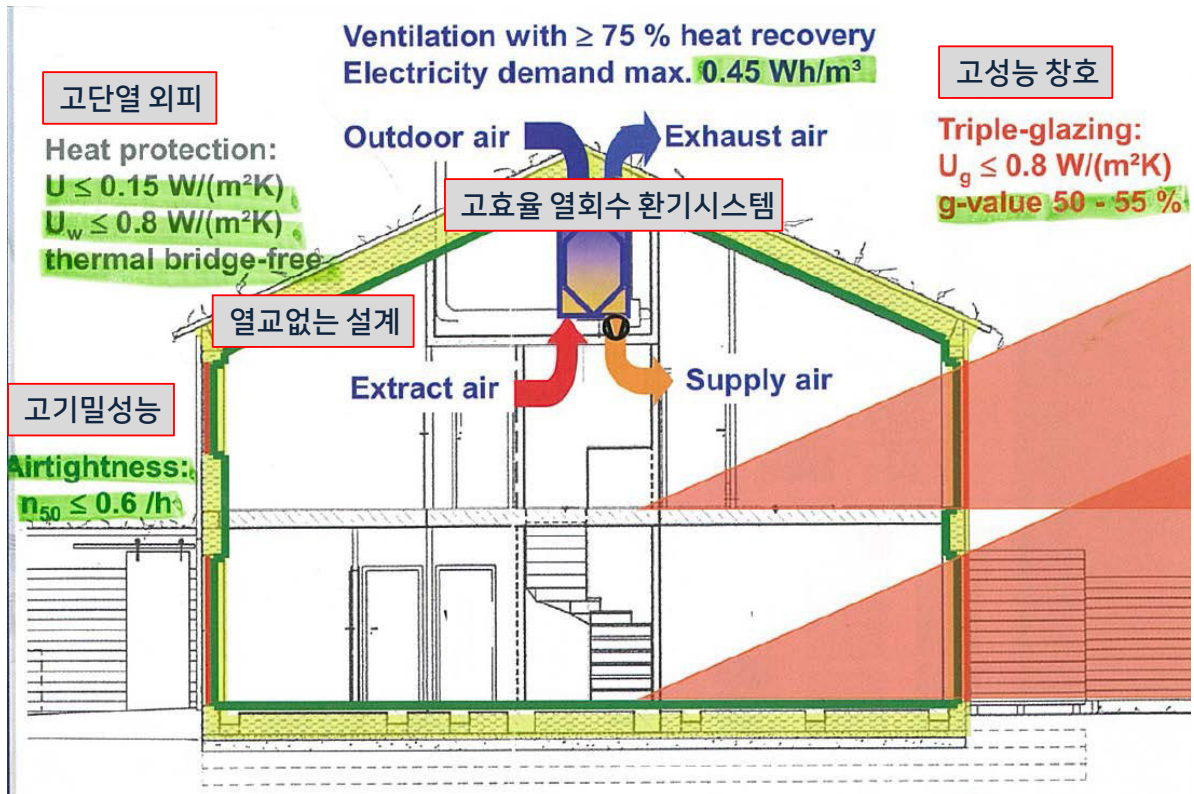 Ventilation with ≥ 75 % heat recovery
Electricity demand max. 0.45 Wh/m³
고단열 외피
Heat protection:
U ≤ 0.15 W/(m²K)
U_w ≤ 0.8 W/(m²K)
thermal bridge-free
Outdoor air
Exhaust air
고성능 창호
Triple-glazing:
U_g ≤ 0.8 W/(m²K)
g-value 50 - 55 %
고효율 열회수 환기시스템
열교없는 설계
Extract air
Supply air
고기밀성능
Airtightness:
n₅₀ ≤ 0.6 /h